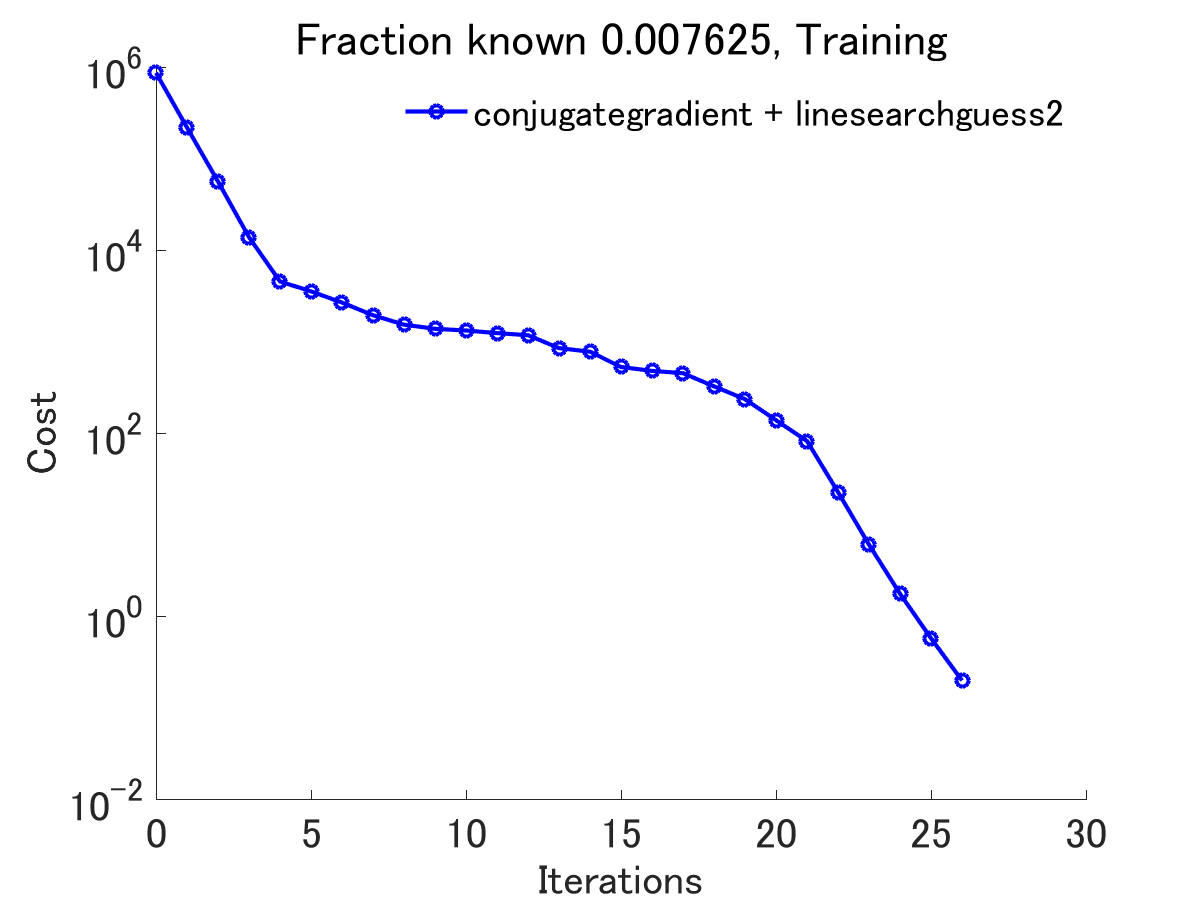 Fraction known 0.007625, Training
conjugategradient + linesearchguess2
10^6
10^4
10^2
10^0
10^-2
Cost
0 5 10 15 20 25 30
Iterations